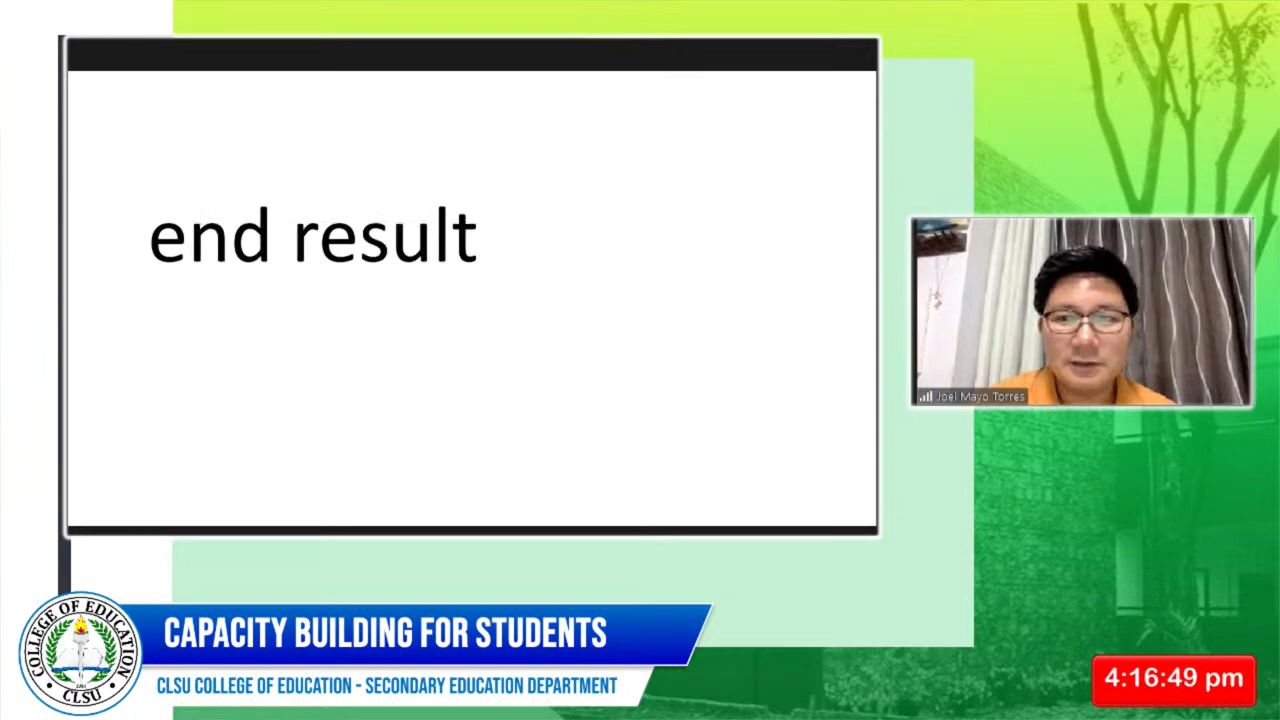 end result
Joel Mayo Torres
COLLEGE OF EDUCATION
• CLSU •
CAPACITY BUILDING FOR STUDENTS
CLSU COLLEGE OF EDUCATION - SECONDARY EDUCATION DEPARTMENT
4:16:49 pm